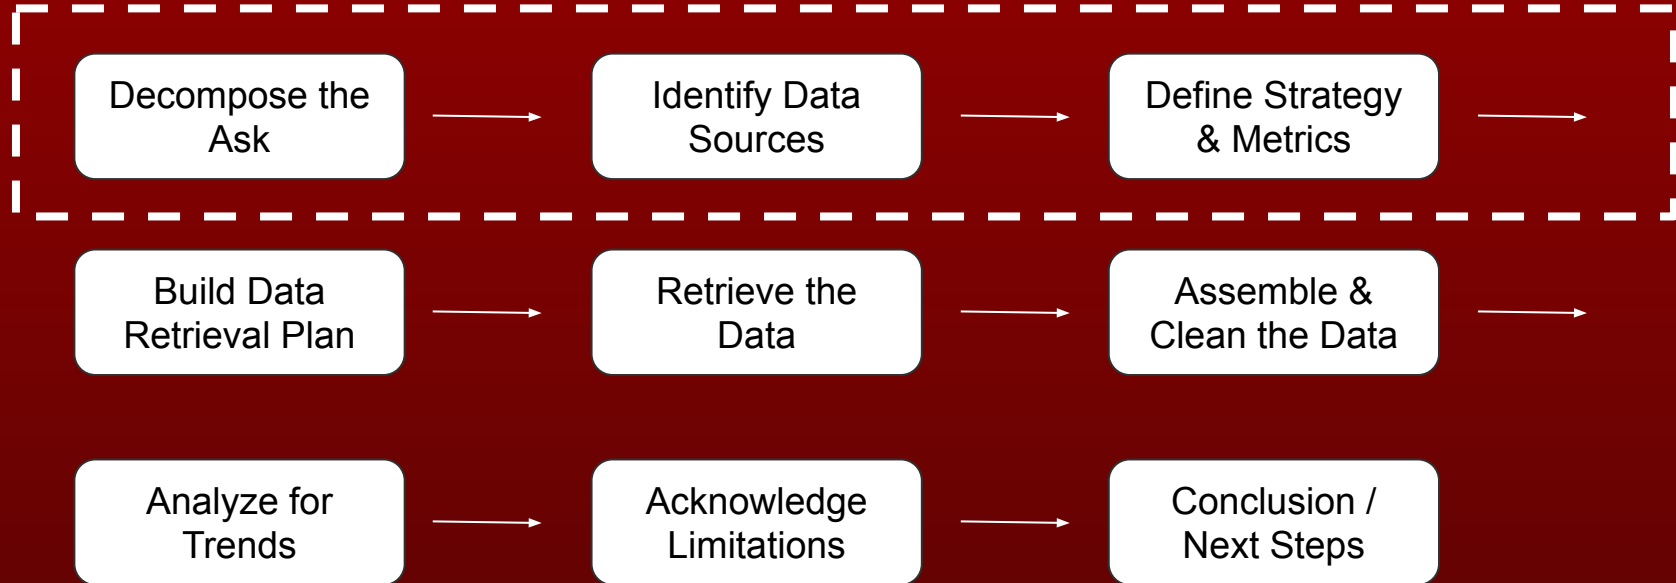 Decompose the
Ask
Identify Data
Sources
Define Strategy
& Metrics
Build Data
Retrieval Plan
Retrieve the
Data
Assemble &
Clean the Data
Analyze for
Trends
Acknowledge
Limitations
Conclusion /
Next Steps